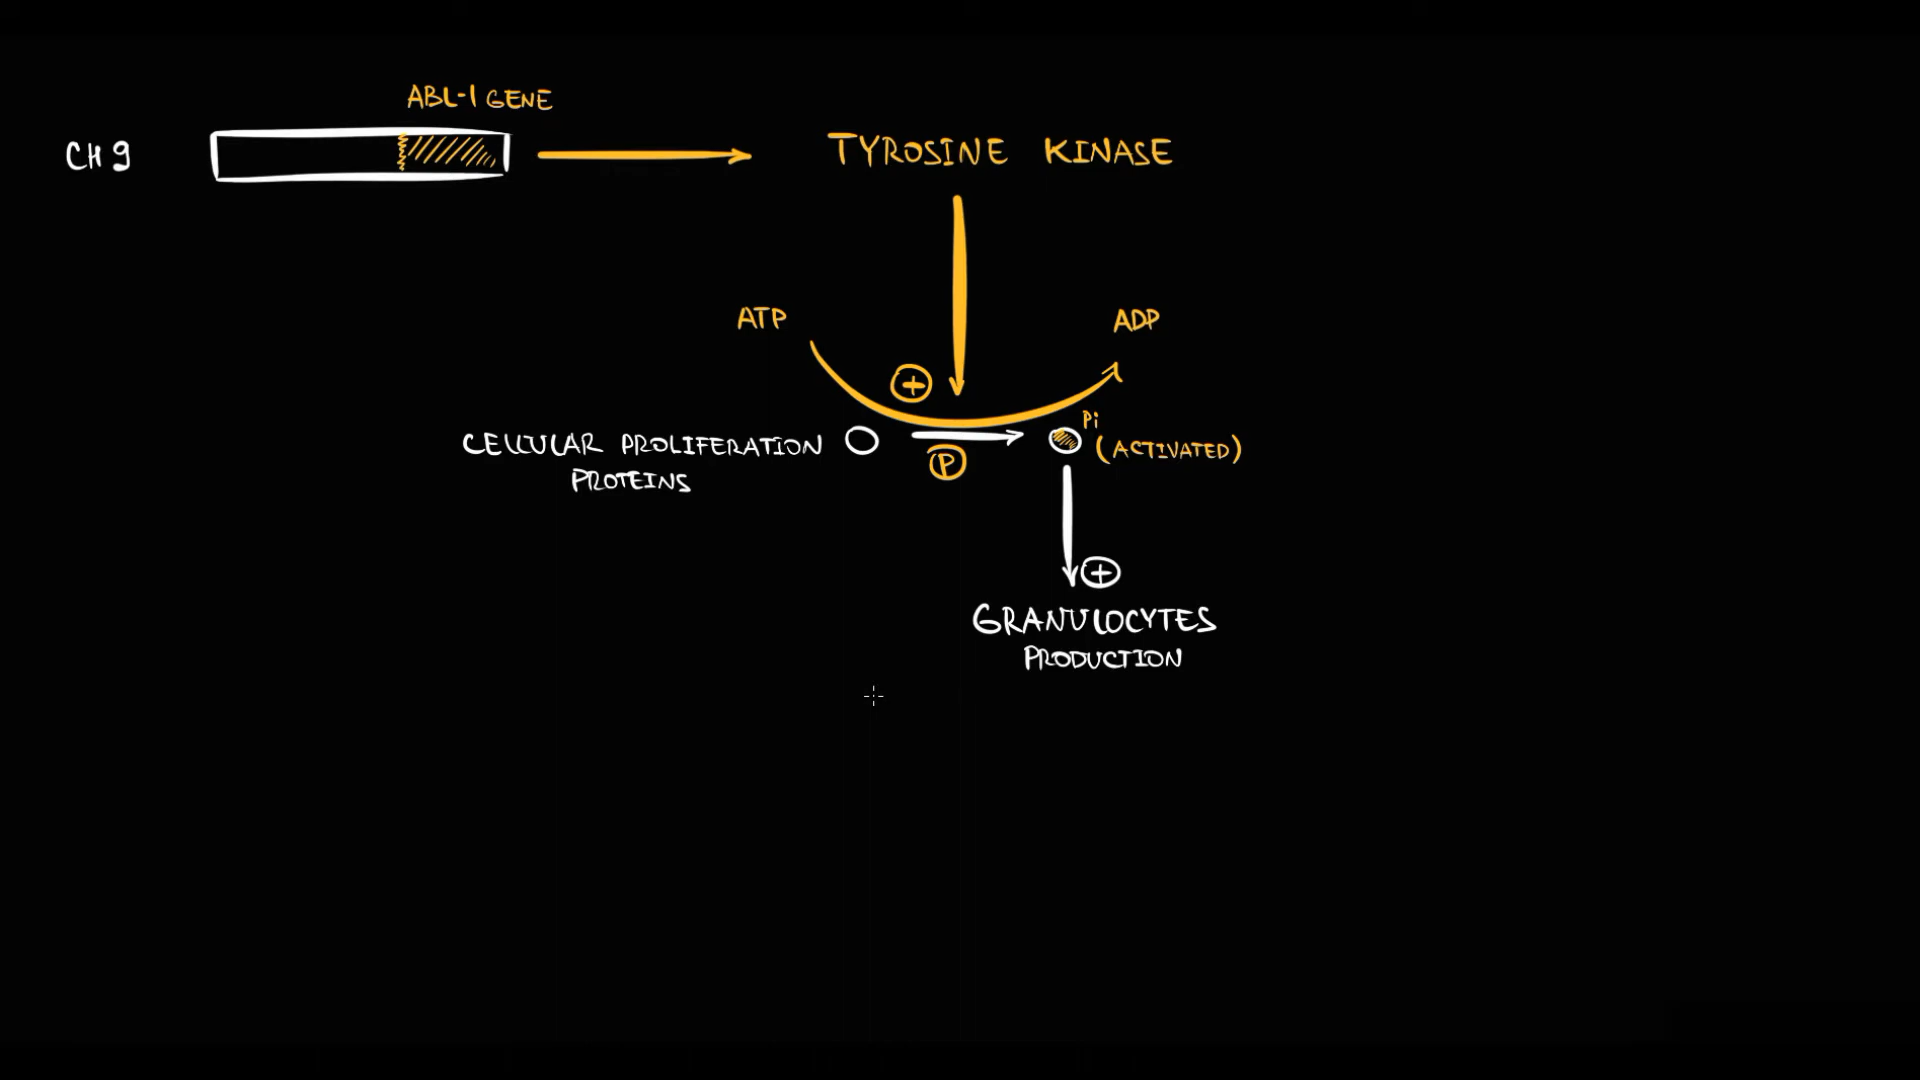 ABL-1 GENE
CH 9
TYROSINE KINASE
ATP
ADP
+
Pi
CELLULAR PROLIFERATION
PROTEINS
P
(ACTIVATED)
+
GRANULOCYTES
PRODUCTION